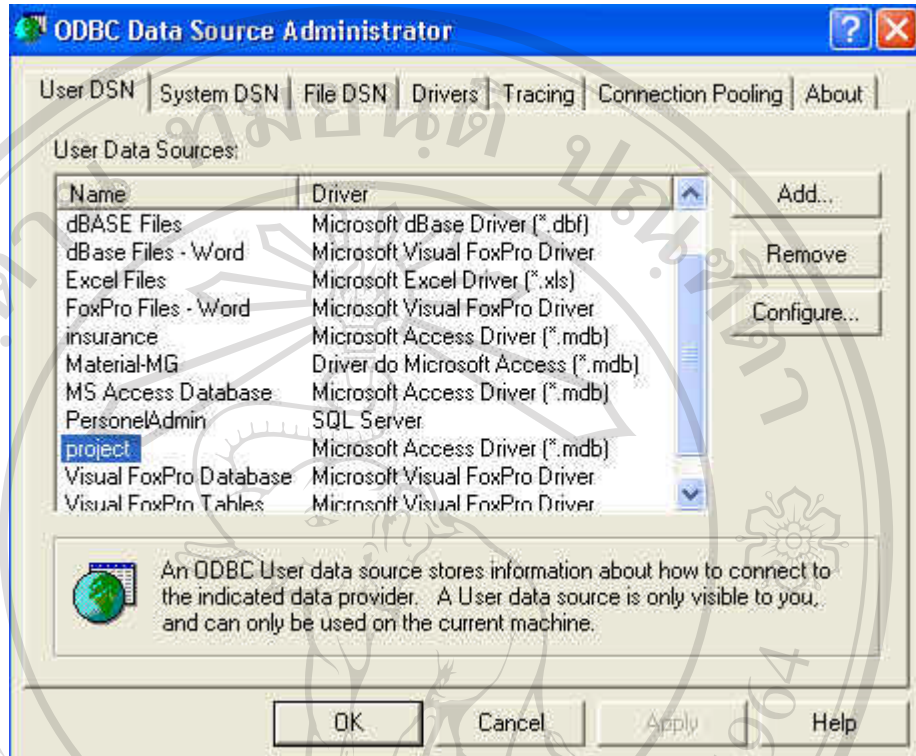 ODBC Data Source Administrator
User DSN System DSN File DSN Drivers Tracing Connection Pooling About
User Data Sources:
Name Driver
dBASE Files Microsoft dBase Driver (*.dbf)
dBase Files - Word Microsoft Visual FoxPro Driver
Excel Files Microsoft Excel Driver (*.xls)
FoxPro Files - Word Microsoft Visual FoxPro Driver
insurance Microsoft Access Driver (*.mdb)
Material-MG Driver do Microsoft Access (*.mdb)
MS Access Database Microsoft Access Driver (*.mdb)
PersonelAdmin SQL Server
project Microsoft Access Driver (*.mdb)
Visual FoxPro Database Microsoft Visual FoxPro Driver
Visual FoxPro Tables Microsoft Visual FoxPro Driver
Add...
Remove
Configure...
An ODBC User data source stores information about how to connect to
the indicated data provider. A User data source is only visible to you,
and can only be used on the current machine.
OK Cancel Apply Help
1964